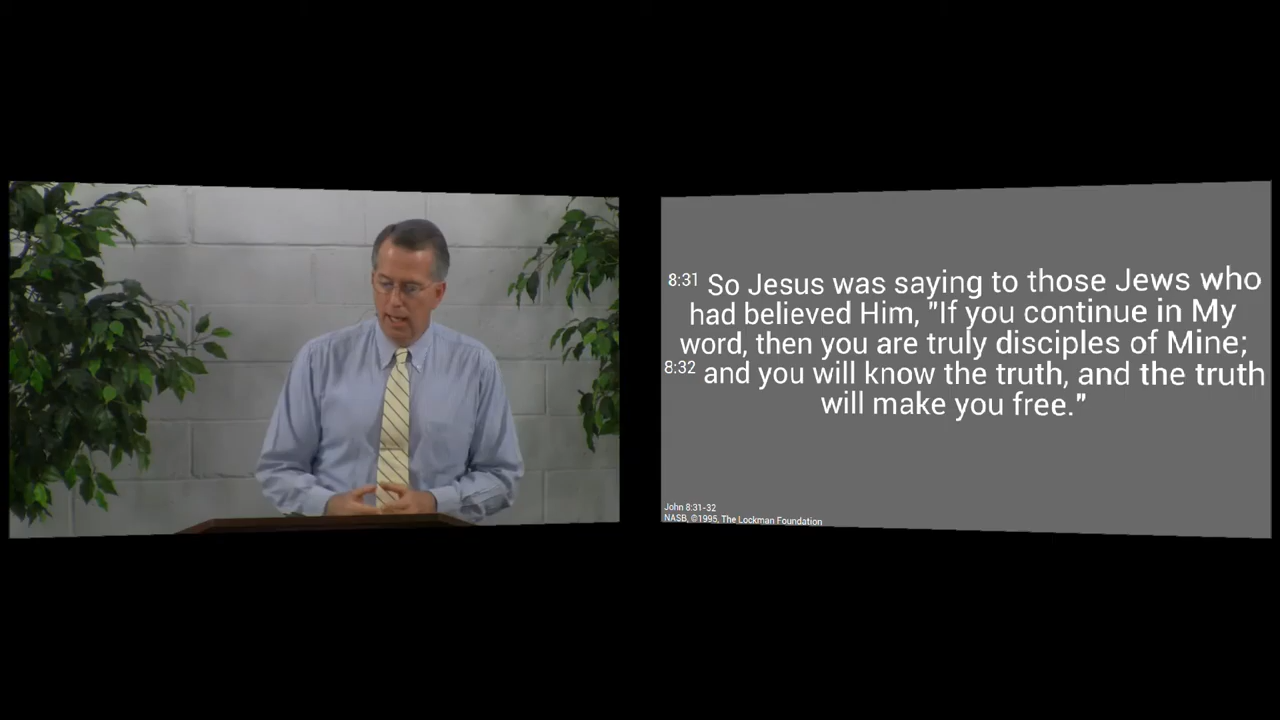 8:31 So Jesus was saying to those Jews who
had believed Him, "If you continue in My
word, then you are truly disciples of Mine;
8:32 and you will know the truth, and the truth
will make you free."
John 8:31-32
NASB, ©1995, The Lockman Foundation